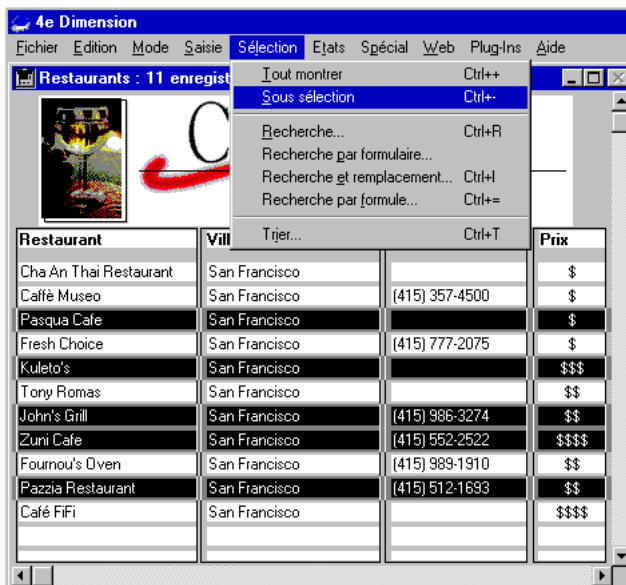 4e Dimension
Fichier Edition Mode Saisie Sélection Etats Spécial Web Plug-Ins Aide
Restaurants : 11 enregist
Tout montrer Ctrl++
Sous sélection Ctrl+-
Recherche... Ctrl+R
Recherche par formulaire...
Recherche et remplacement... Ctrl+I
Recherche par formule... Ctrl+=
Trier... Ctrl+T
C
Restaurant Vill Prix
Cha An Thai Restaurant San Francisco $
Caffè Museo San Francisco (415) 357-4500 $
Pasqua Cafe San Francisco $
Fresh Choice San Francisco (415) 777-2075 $
Kuleto's San Francisco $$$
Tony Romas San Francisco $$
John's Grill San Francisco (415) 986-3274 $$
Zuni Cafe San Francisco (415) 552-2522 $$$$
Fournou's Oven San Francisco (415) 989-1910 $$
Pazzia Restaurant San Francisco (415) 512-1693 $$
Café FiFi San Francisco $$$$